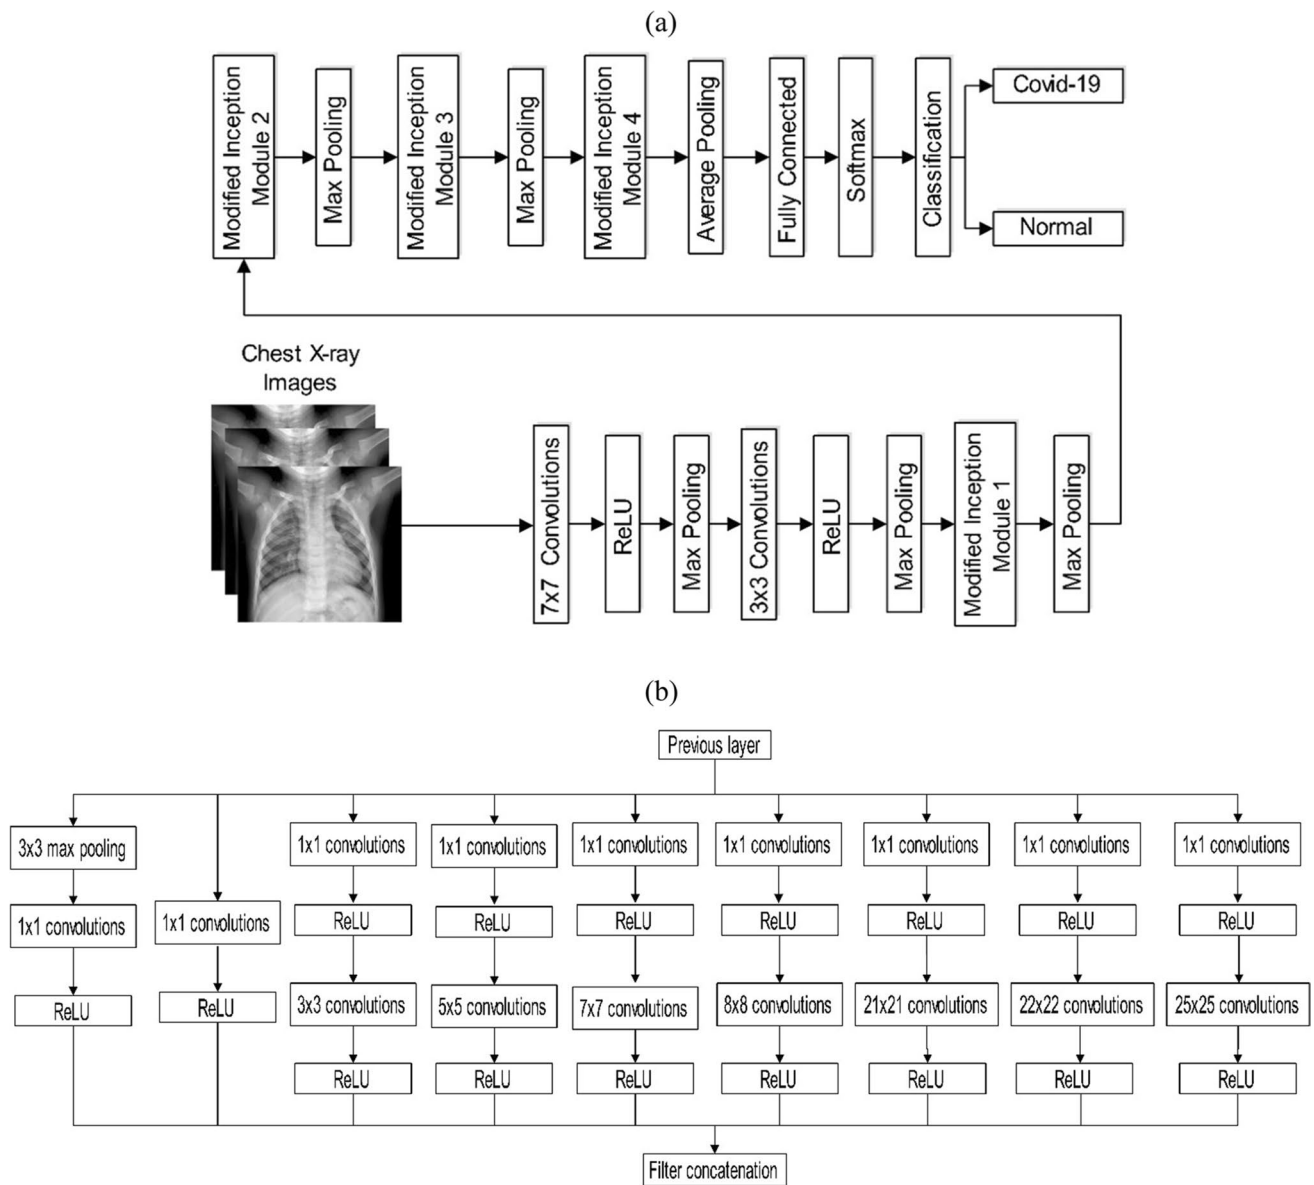 (a)
Modified Inception
Module 2
Max Pooling
Modified Inception
Module 3
Max Pooling
Modified Inception
Module 4
Average Pooling
Fully Connected
Softmax
Classification
Covid-19
Normal
Chest X-ray
Images
7x7 Convolutions
ReLU
Max Pooling
3x3 Convolutions
ReLU
Max Pooling
Modified Inception
Module 1
Max Pooling
(b)
Previous layer
3x3 max pooling
1x1 convolutions
ReLU
1x1 convolutions
ReLU
1x1 convolutions
ReLU
3x3 convolutions
ReLU
1x1 convolutions
ReLU
5x5 convolutions
ReLU
1x1 convolutions
ReLU
7x7 convolutions
ReLU
1x1 convolutions
ReLU
8x8 convolutions
ReLU
1x1 convolutions
ReLU
21x21 convolutions
ReLU
1x1 convolutions
ReLU
22x22 convolutions
ReLU
1x1 convolutions
ReLU
25x25 convolutions
ReLU
Filter concatenation